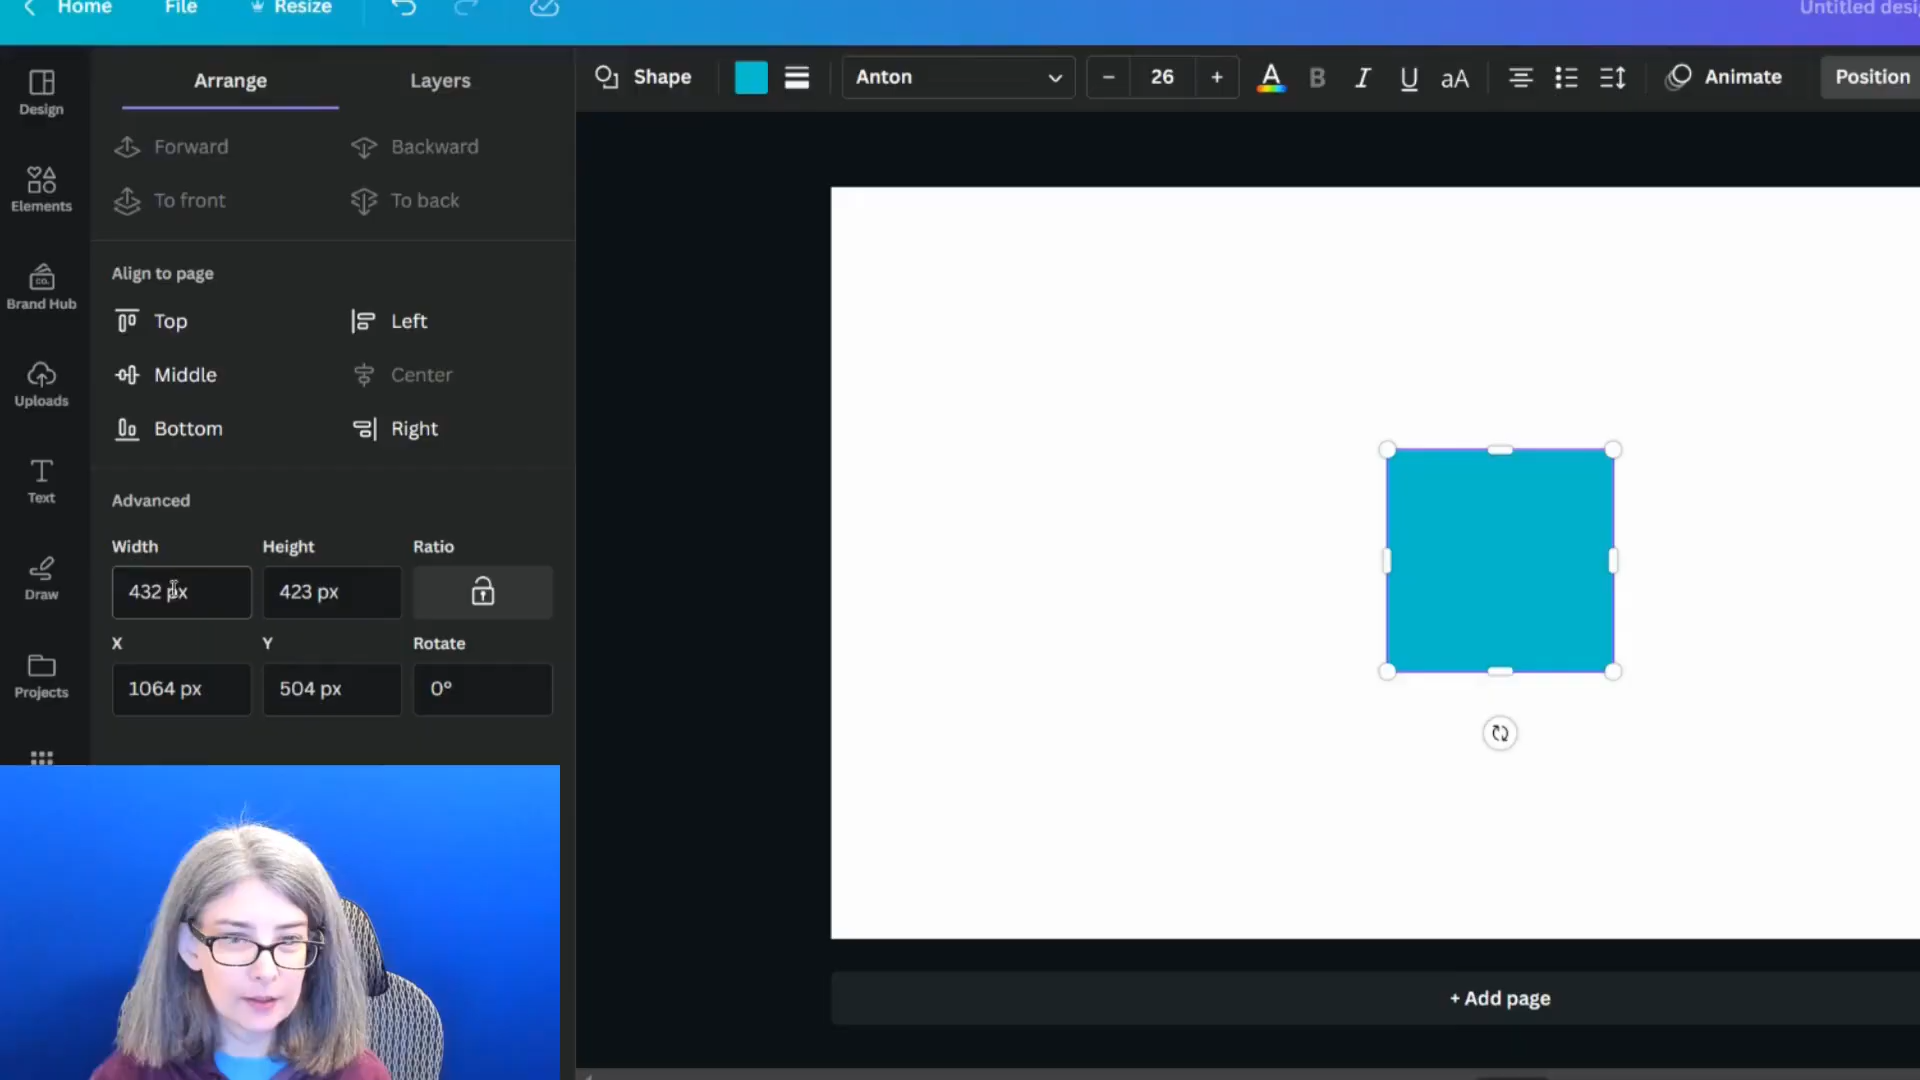 Home File Resize
Untitled desi
Design
Elements
Brand Hub
CO.
Uploads
Text
Draw
Projects
Arrange Layers
Forward Backward
To front To back
Align to page
Top Left
Middle Center
Bottom Right
Advanced
Width Height Ratio
432 px 423 px
X Y Rotate
1064 px 504 px 0°
Shape Anton − 26 + A B I U aA Animate Position
+ Add page